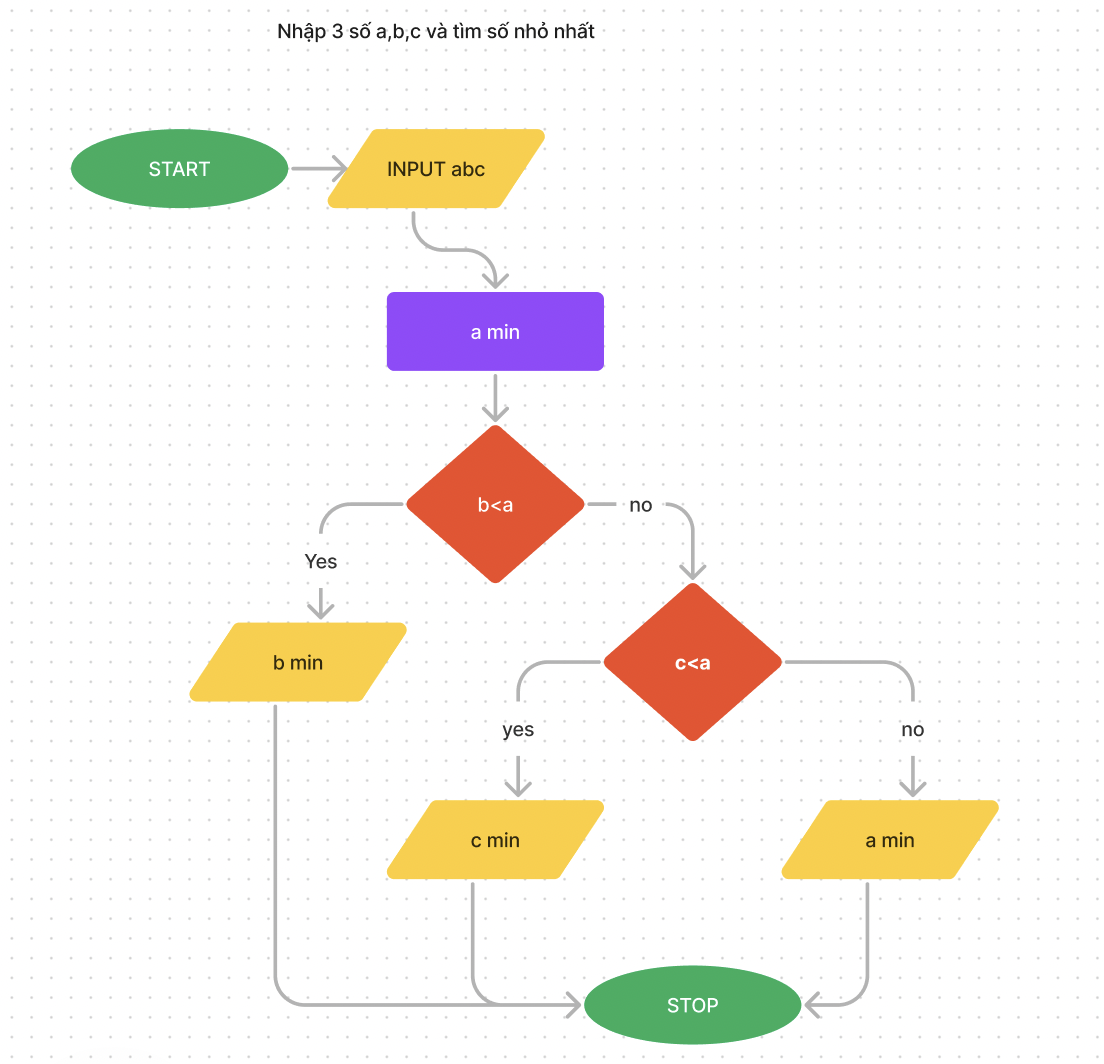 Nhập 3 số a,b,c và tìm số nhỏ nhất
START
INPUT abc
a min
b<a
no
Yes
b min
c<a
yes
no
c min
a min
STOP